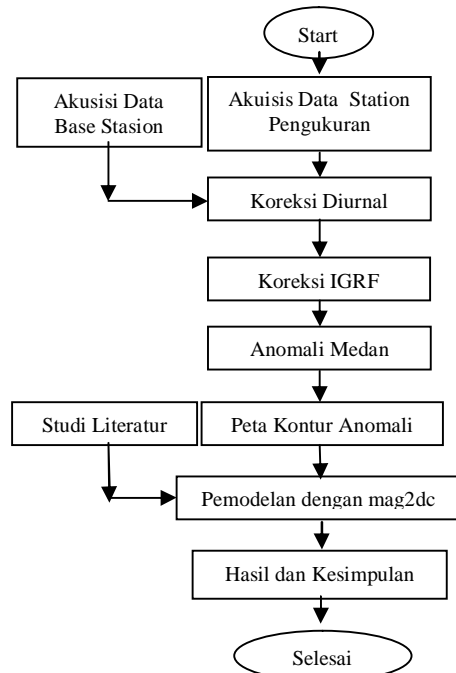 Start
Akusisi Data
Base Stasion
Akuisis Data Station
Pengukuran
Koreksi Diurnal
Koreksi IGRF
Anomali Medan
Studi Literatur
Peta Kontur Anomali
Pemodelan dengan mag2dc
Hasil dan Kesimpulan
Selesai